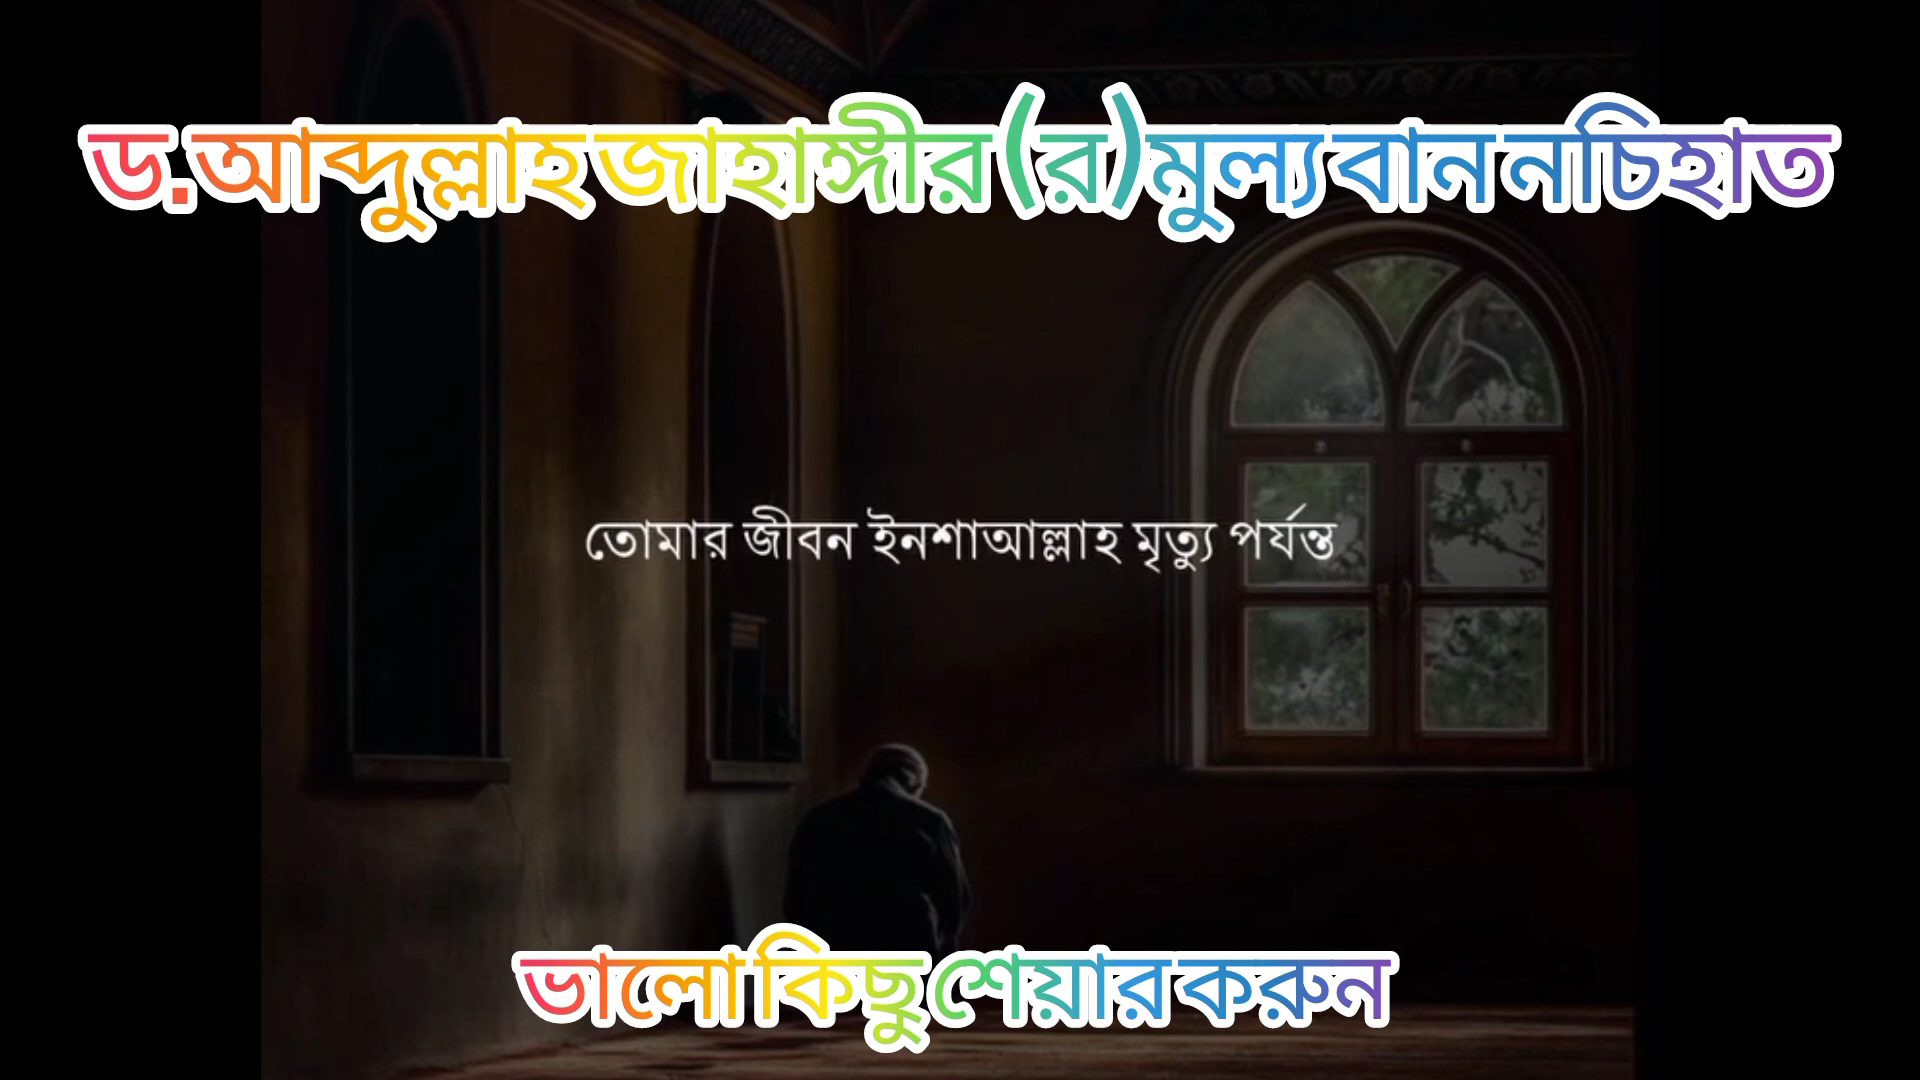 ড.আব্দুল্লাহ জাহাঙ্গীর (র) মুল্যবান নচিহাত
তোমার জীবন ইনশাআল্লাহ মৃত্যু পর্যন্ত
ভালো কিছু শেয়ার করুন